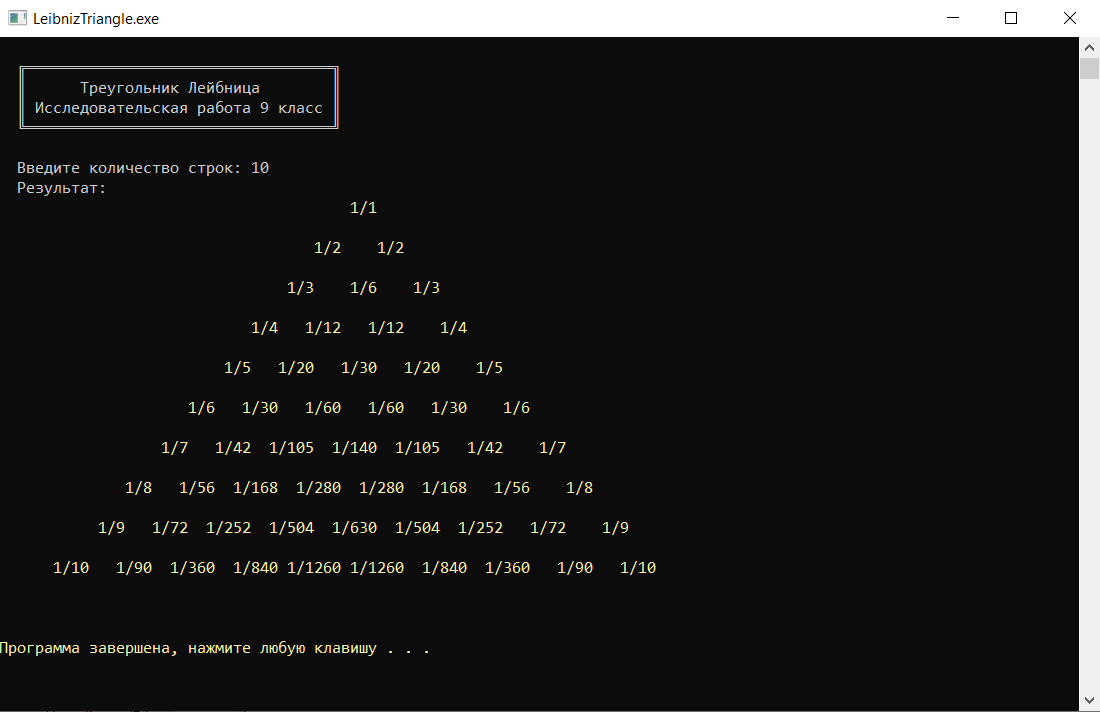 LeibnizTriangle.exe
Треугольник Лейбница
Исследовательская работа 9 класс
Введите количество строк: 10
Результат:
1/1
1/2 1/2
1/3 1/6 1/3
1/4 1/12 1/12 1/4
1/5 1/20 1/30 1/20 1/5
1/6 1/30 1/60 1/60 1/30 1/6
1/7 1/42 1/105 1/140 1/105 1/42 1/7
1/8 1/56 1/168 1/280 1/280 1/168 1/56 1/8
1/9 1/72 1/252 1/504 1/630 1/504 1/252 1/72 1/9
1/10 1/90 1/360 1/840 1/1260 1/1260 1/840 1/360 1/90 1/10
Программа завершена, нажмите любую клавишу . . .